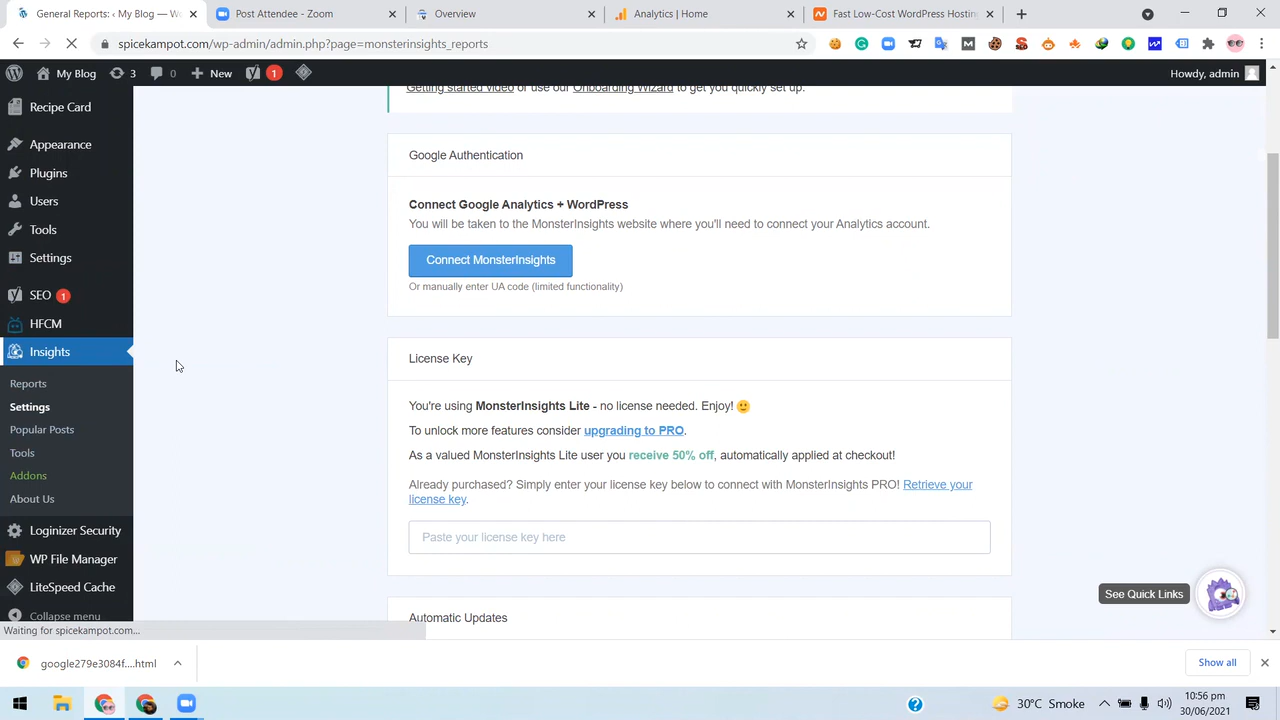 General Reports: ‹ My Blog — Wo
Post Attendee - Zoom
Overview
Analytics | Home
Fast Low-Cost WordPress Hosting
spicekampot.com/wp-admin/admin.php?page=monsterinsights_reports
My Blog
3
0
New
1
Howdy, admin
Recipe Card
Appearance
Plugins
Users
Tools
Settings
SEO 1
HFCM
Insights
Reports
Settings
Popular Posts
Tools
Addons
About Us
Loginizer Security
WP File Manager
LiteSpeed Cache
Collapse menu
Waiting for spicekampot.com...
Getting started video or use our Onboarding Wizard to get you quickly set up.
Google Authentication
Connect Google Analytics + WordPress
You will be taken to the MonsterInsights website where you'll need to connect your Analytics account.
Connect MonsterInsights
Or manually enter UA code (limited functionality)
License Key
You're using MonsterInsights Lite - no license needed. Enjoy! 🙂
To unlock more features consider upgrading to PRO.
As a valued MonsterInsights Lite user you receive 50% off, automatically applied at checkout!
Already purchased? Simply enter your license key below to connect with MonsterInsights PRO! Retrieve your
license key.
Paste your license key here
Automatic Updates
See Quick Links
google279e3084f....html
Show all
30°C Smoke
10:56 pm
30/06/2021